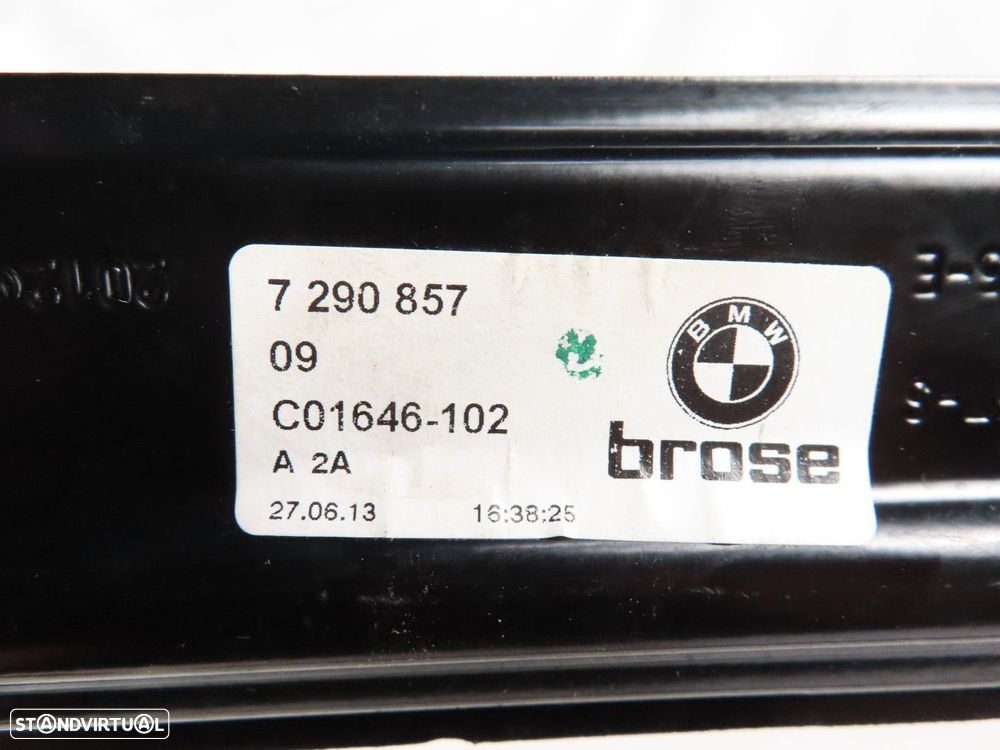 7 290 857
09
C01646-102
A 2A
27.06.13 16:38:25
BMW
brose
STANDVIRTUAL